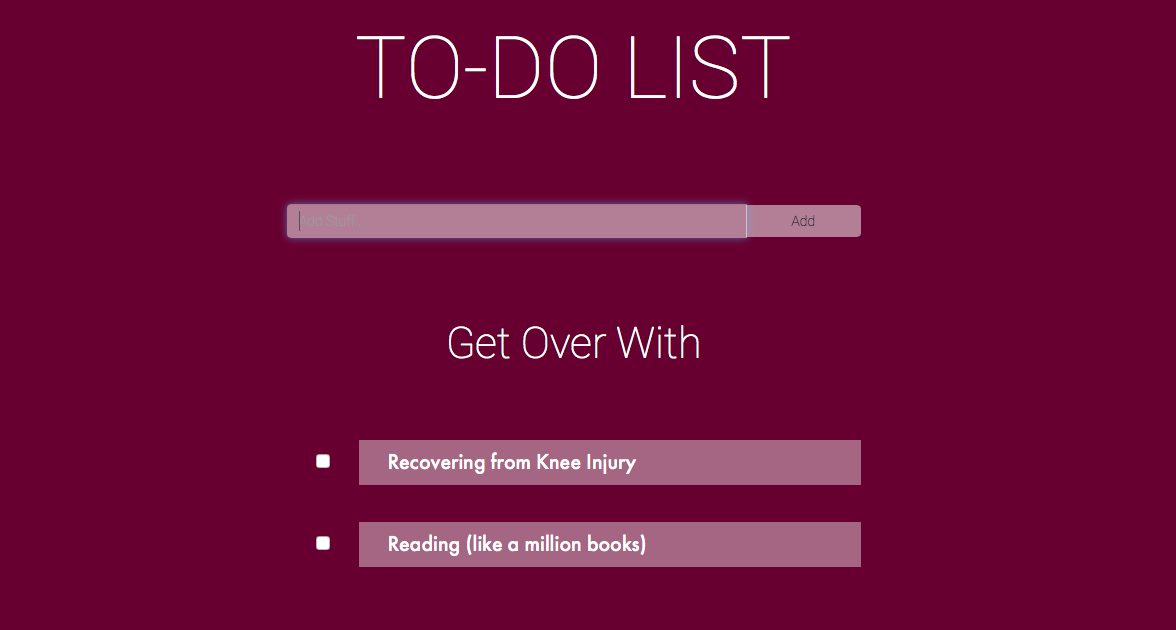 TO-DO LIST
Add Stuff...
Add
Get Over With
Recovering from Knee Injury
Reading (like a million books)